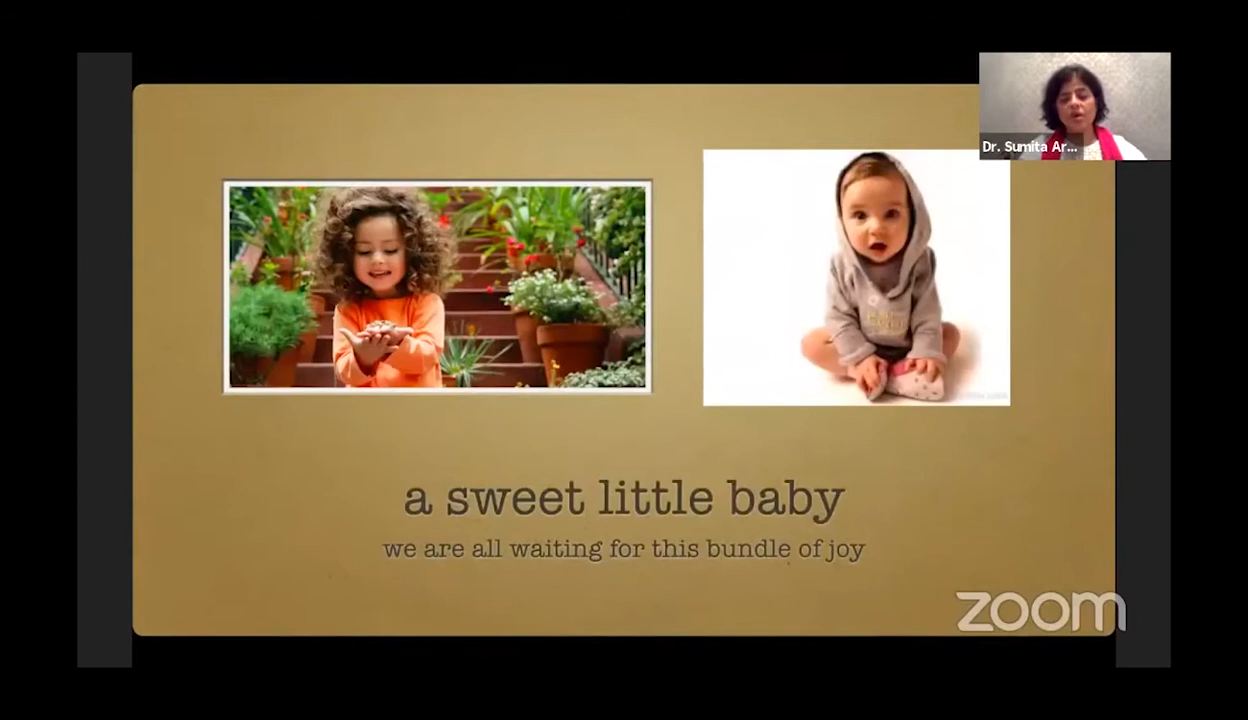 Dr. Sumita Ar...
a sweet little baby
we are all waiting for this bundle of joy
zoom